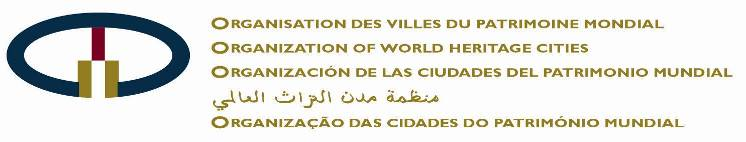 ORGANISATION DES VILLES DU PATRIMOINE MONDIAL
ORGANIZATION OF WORLD HERITAGE CITIES
ORGANIZACIÓN DE LAS CIUDADES DEL PATRIMONIO MUNDIAL
منظمة مدن التراث العالمي
ORGANIZAÇÃO DAS CIDADES DO PATRIMÓNIO MUNDIAL